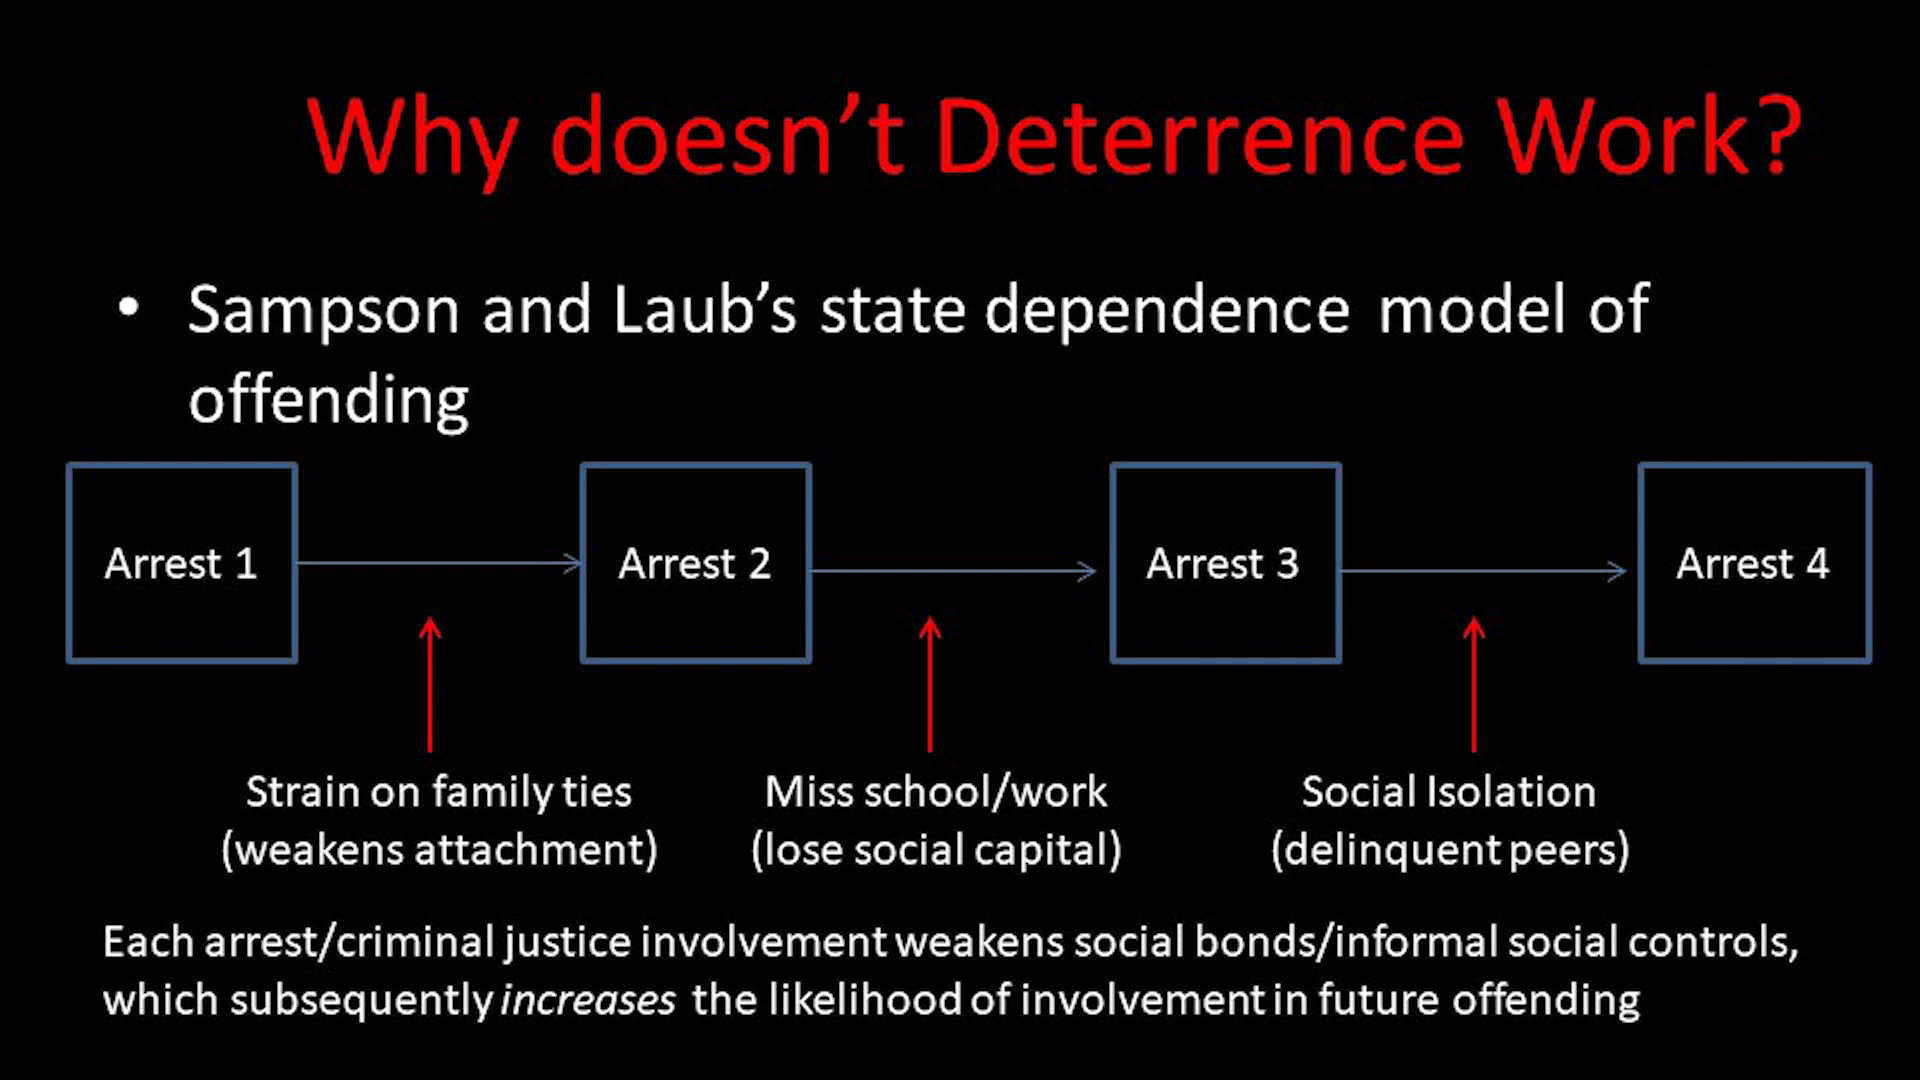 Why doesn’t Deterrence Work?
• Sampson and Laub’s state dependence model of
offending
Arrest 1
Arrest 2
Arrest 3
Arrest 4
Strain on family ties
(weakens attachment)
Miss school/work
(lose social capital)
Social Isolation
(delinquent peers)
Each arrest/criminal justice involvement weakens social bonds/informal social controls,
which subsequently increases the likelihood of involvement in future offending